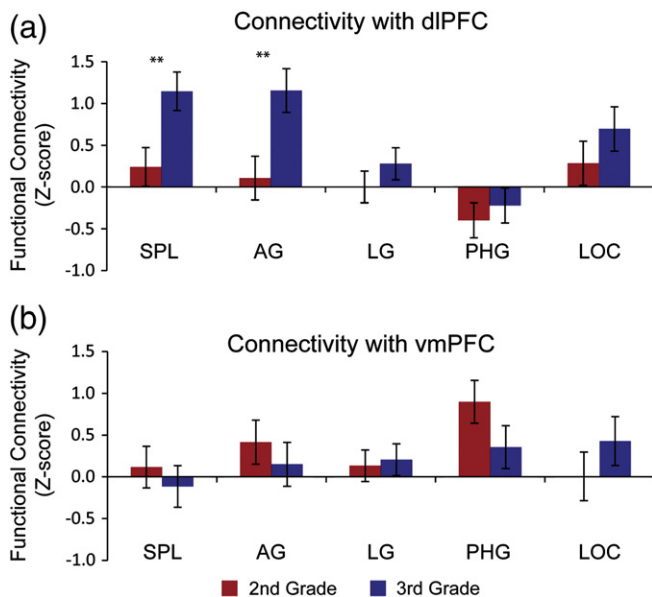 (a)
Connectivity with dlPFC
Functional Connectivity
(Z-score)
1.5
1.0
0.5
0.0
-0.5
-1.0
**
**
SPL AG LG PHG LOC
(b)
Connectivity with vmPFC
Functional Connectivity
(Z-score)
1.5
1.0
0.5
0.0
-0.5
-1.0
SPL AG LG PHG LOC
2nd Grade 3rd Grade